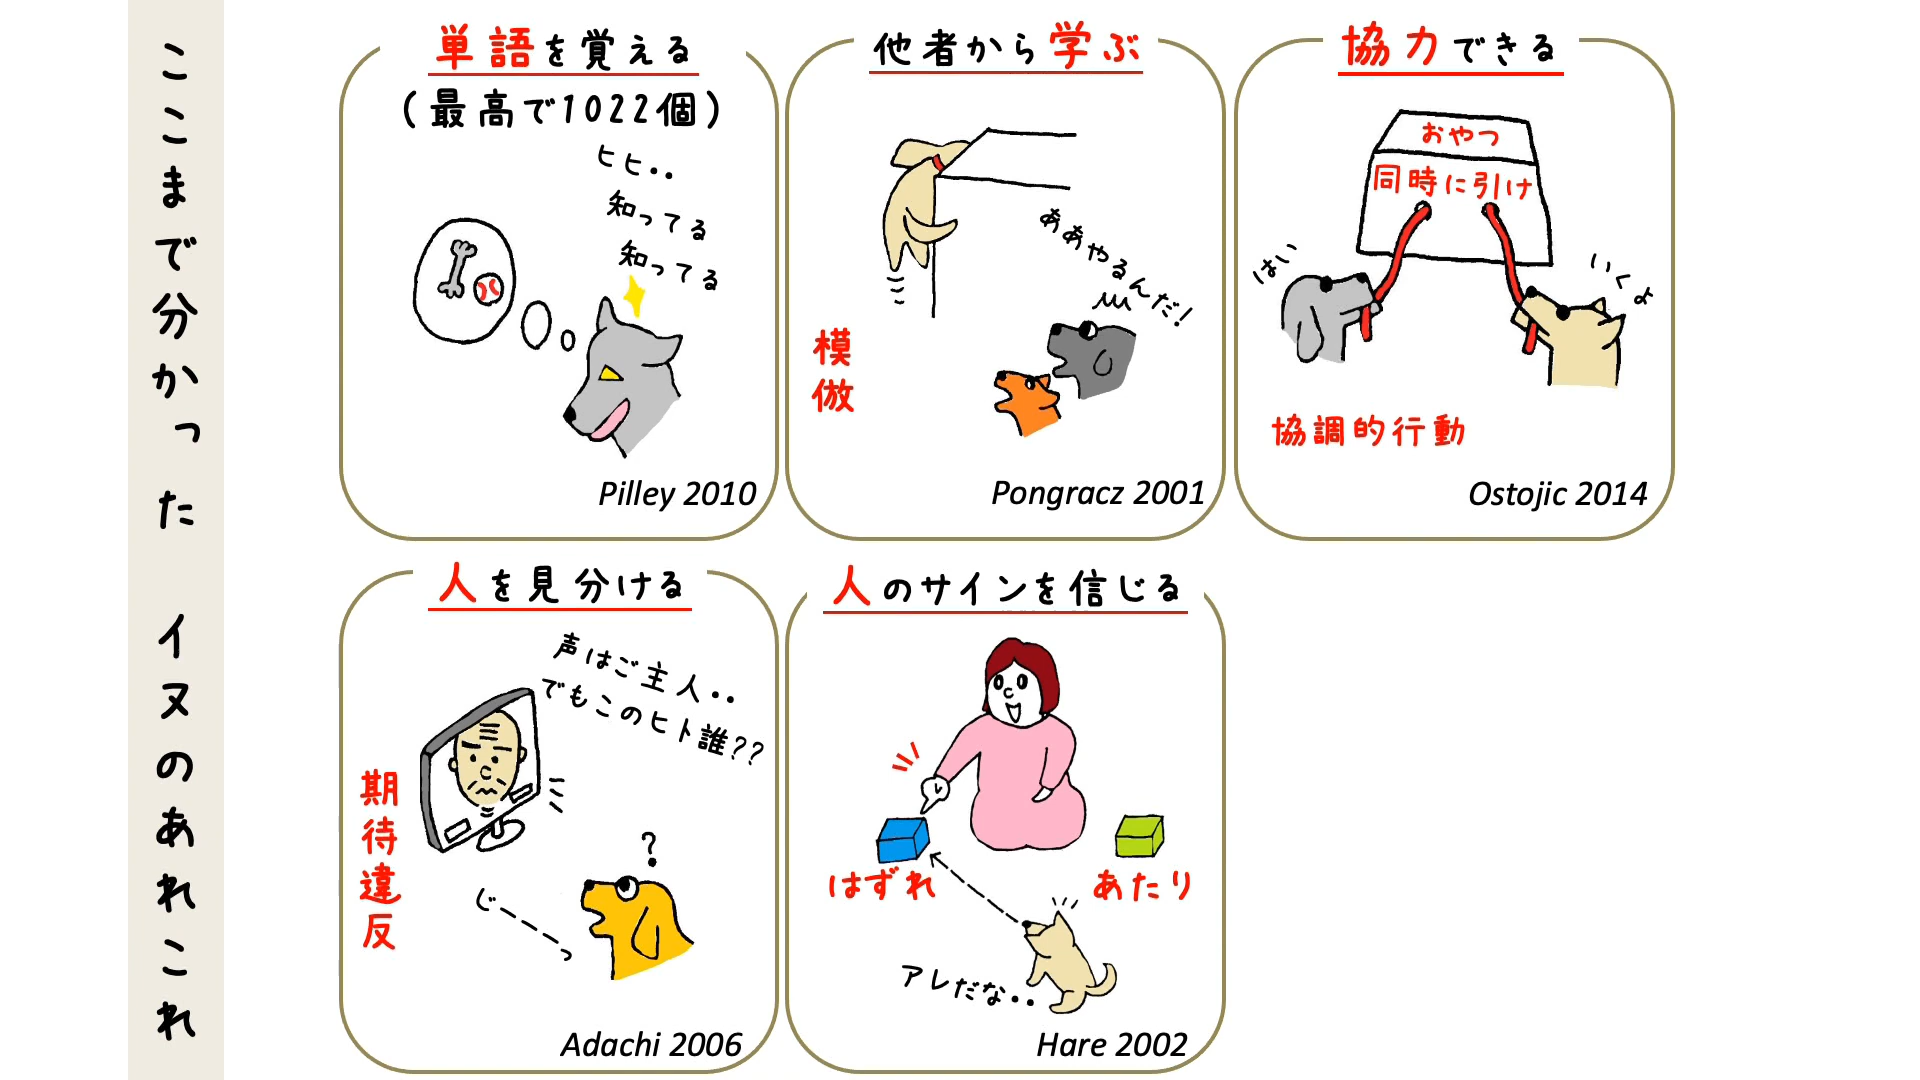 ここまで分かった イヌのあれこれ
単語を覚える
(最高で1022個)
ヒヒ・・
知ってる
知ってる
Pilley 2010
他者から学ぶ
ああやるんだ!
模倣
Pongracz 2001
協力できる
おやつ
同時に引け
はい
いくよ
協調的行動
Ostojic 2014
人を見分ける
声はご主人・・
でもこのヒト誰??
期待違反
?
じーーっ
Adachi 2006
人のサインを信じる
はずれ
あたり
アレだな・・
Hare 2002